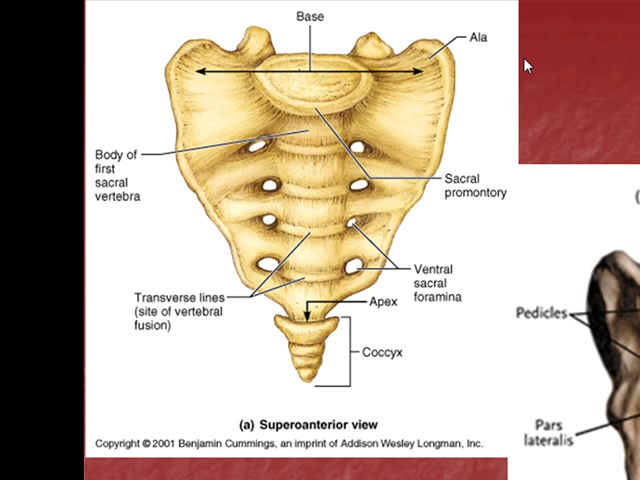 Base
Ala
Body of
first
sacral
vertebra
Sacral
promontory
Ventral
sacral
foramina
Transverse lines
(site of vertebral
fusion)
Apex
Coccyx
(a) Superoanterior view
Copyright © 2001 Benjamin Cummings, an imprint of Addison Wesley Longman, Inc.
(
Pedicles
Pars
lateralis